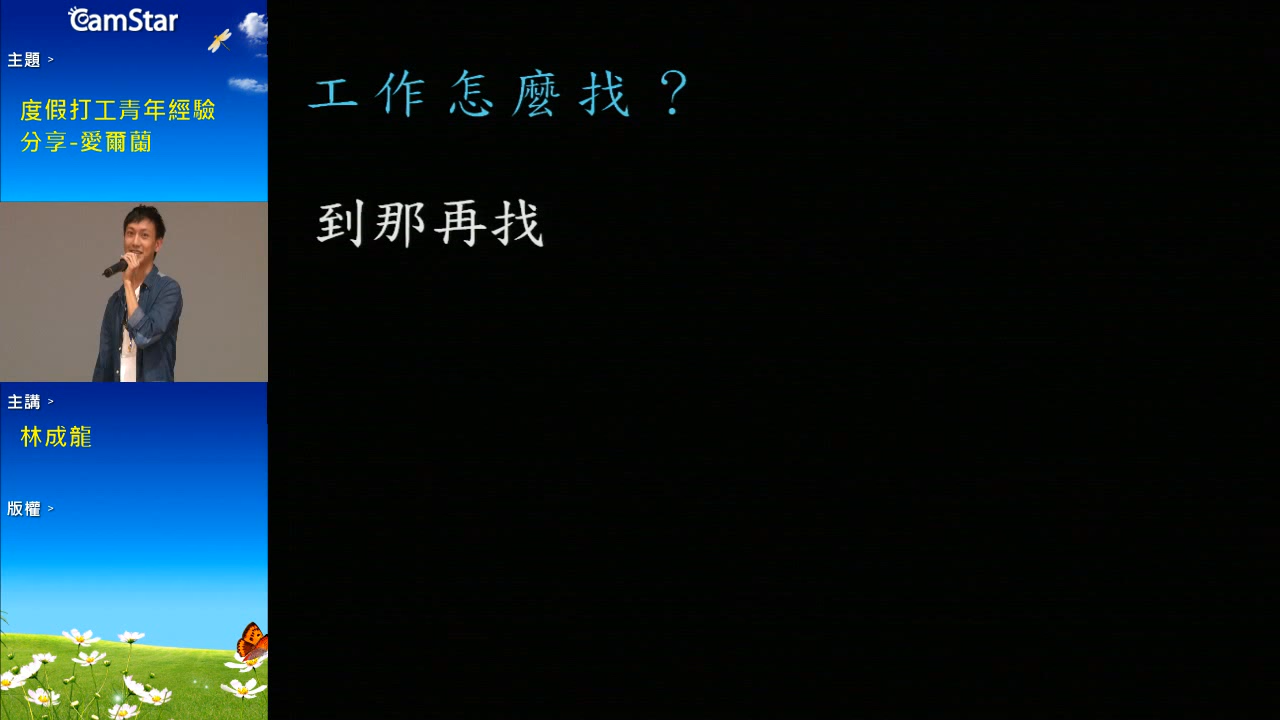 CamStar
主題 >
度假打工青年經驗
分享-愛爾蘭
主講 >
林成龍
版權 >
工作怎麼找？
到那再找